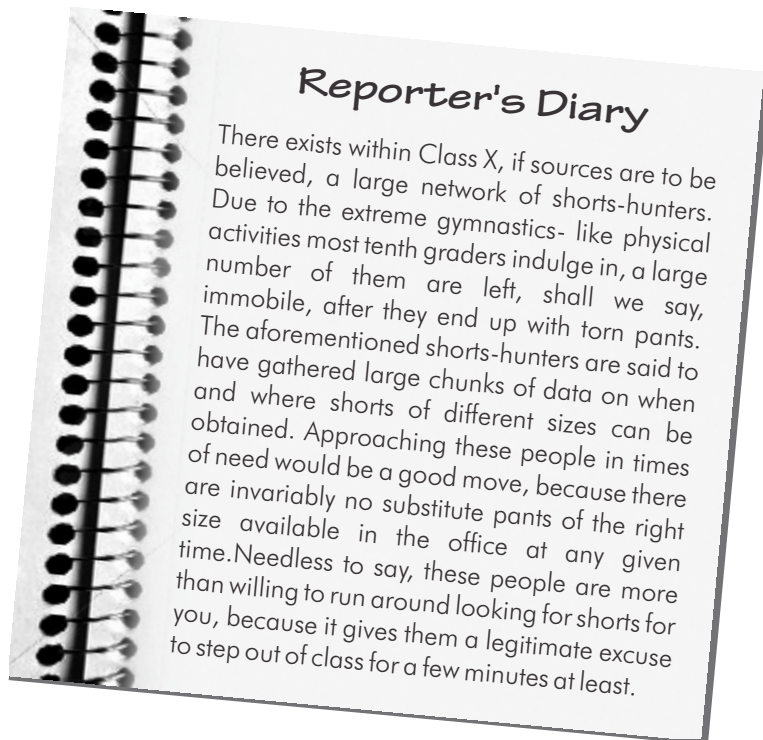 Reporter's Diary
There exists within Class X, if sources are to be
believed, a large network of shorts-hunters.
Due to the extreme gymnastics- like physical
activities most tenth graders indulge in, a large
number of them are left, shall we say,
immobile, after they end up with torn pants.
The aforementioned shorts-hunters are said to
have gathered large chunks of data on when
and where shorts of different sizes can be
obtained. Approaching these people in times
of need would be a good move, because there
are invariably no substitute pants of the right
size available in the office at any given
time.Needless to say, these people are more
than willing to run around looking for shorts for
you, because it gives them a legitimate excuse
to step out of class for a few minutes at least.